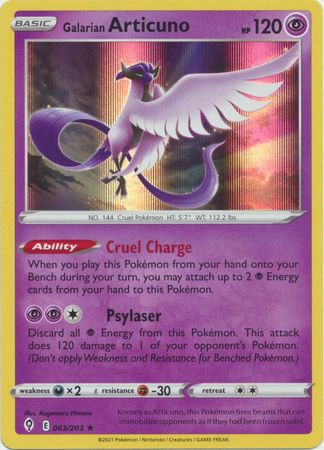 BASIC
Galarian Articuno HP 120
NO. 144 Cruel Pokémon HT: 5'7" WT: 112.2 lbs.
Ability Cruel Charge
When you play this Pokémon from your hand onto your
Bench during your turn, you may attach up to 2 Energy
cards from your hand to this Pokémon.
Psylaser
Discard all Energy from this Pokémon. This attack
does 120 damage to 1 of your opponent's Pokémon.
(Don't apply Weakness and Resistance for Benched Pokémon.)
weakness ×2 resistance -30 retreat
Illus. Kagemaru Himeno
E 063/203 ★
Known as Articuno, this Pokémon fires beams that can
immobilize opponents as if they had been frozen solid.
©2021 Pokémon / Nintendo / Creatures / GAME FREAK